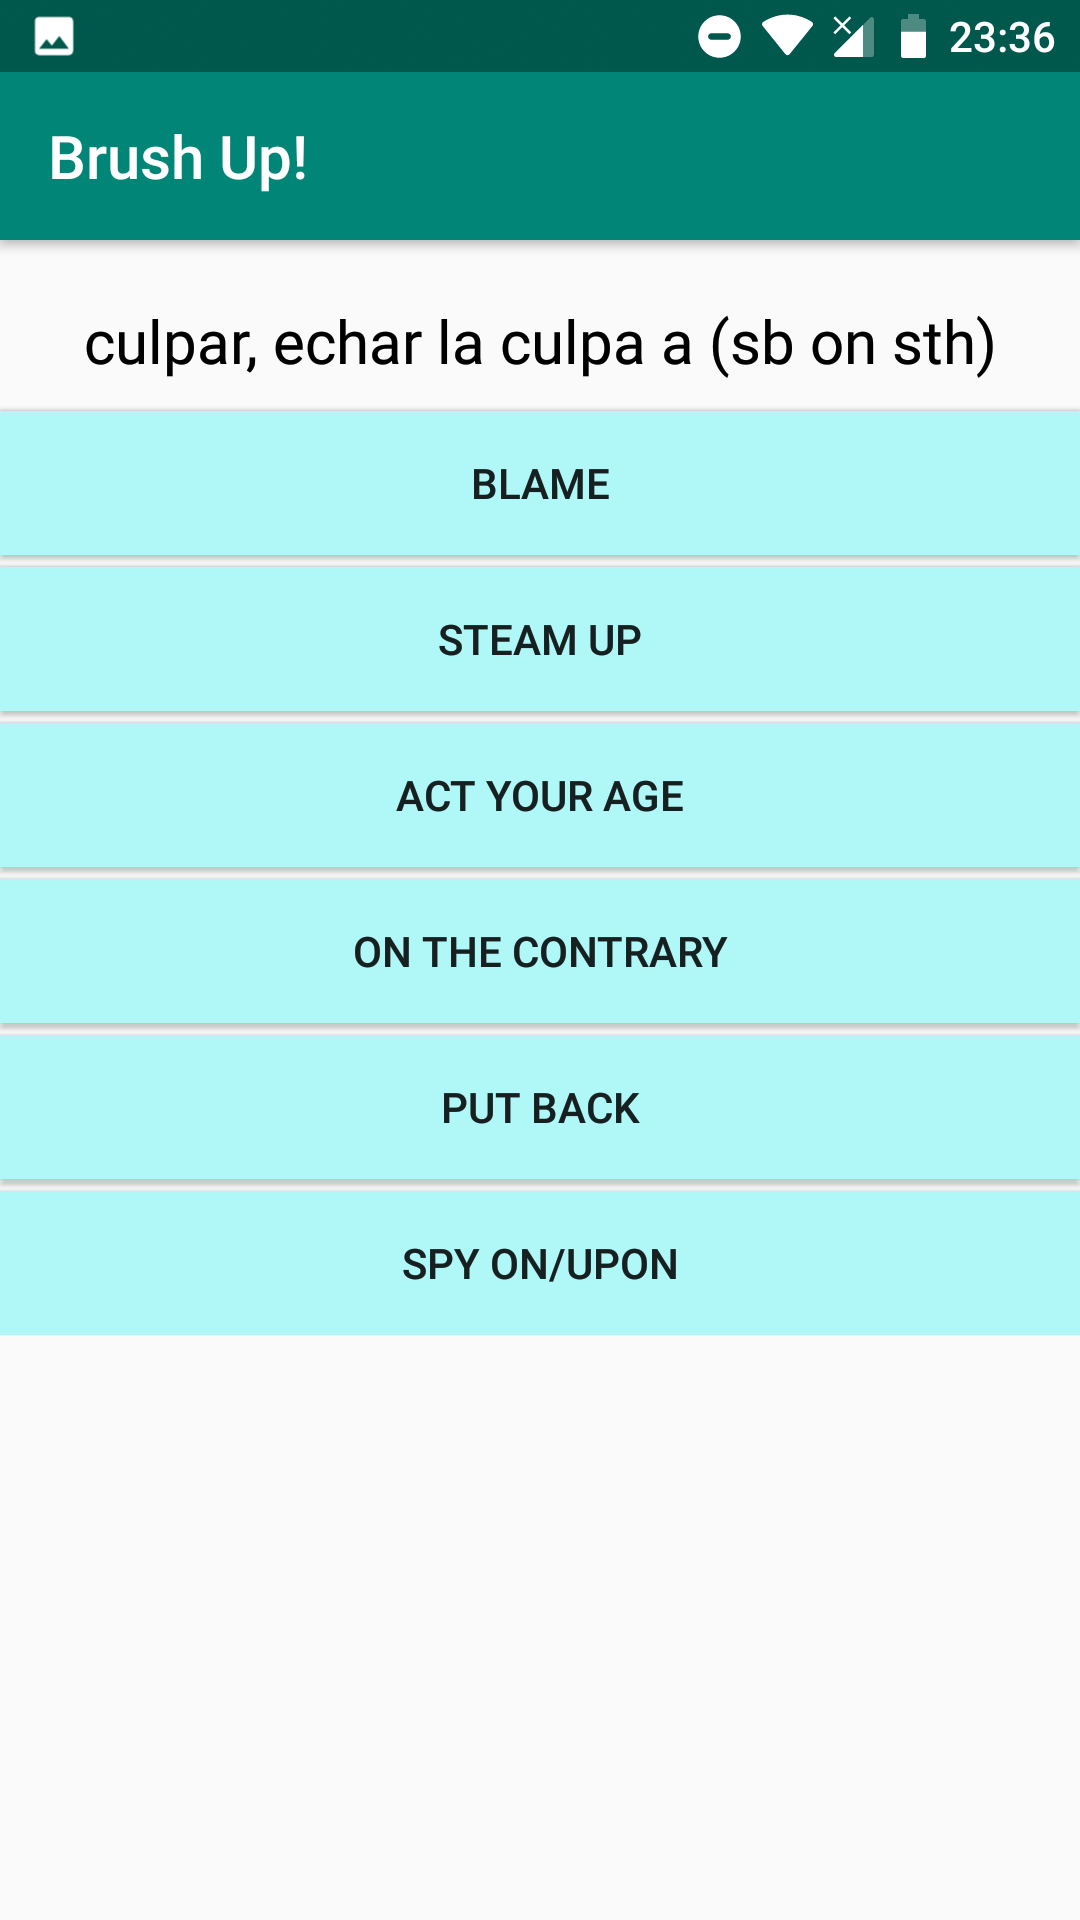 23:36
Brush Up!
culpar, echar la culpa a (sb on sth)
BLAME
STEAM UP
ACT YOUR AGE
ON THE CONTRARY
PUT BACK
SPY ON/UPON